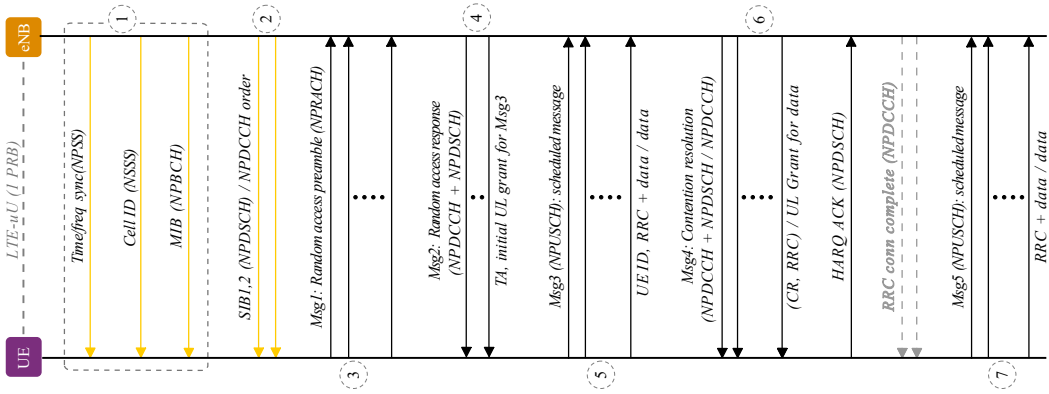 UE
LTE-uU (1 PRB)
eNB
1
Time/freq sync(NPSS)
Cell ID (NSSS)
MIB (NPBCH)
2
SIB1,2 (NPDSCH) / NPDCCH order
Msg1: Random access preamble (NPRACH)
3
4
Msg2: Random access response
(NPDCCH + NPDSCH)
TA, initial UL grant for Msg3
Msg3 (NPUSCH): scheduled message
5
UEID, RRC + data / data
Msg4: Contention resolution
(NPDCCH + NPDSCH / NPDCCH)
6
(CR, RRC) / UL Grant for data
HARQ ACK (NPDSCH)
RRC conn complete (NPDCCH)
Msg5 (NPUSCH): scheduled message
7
RRC + data / data